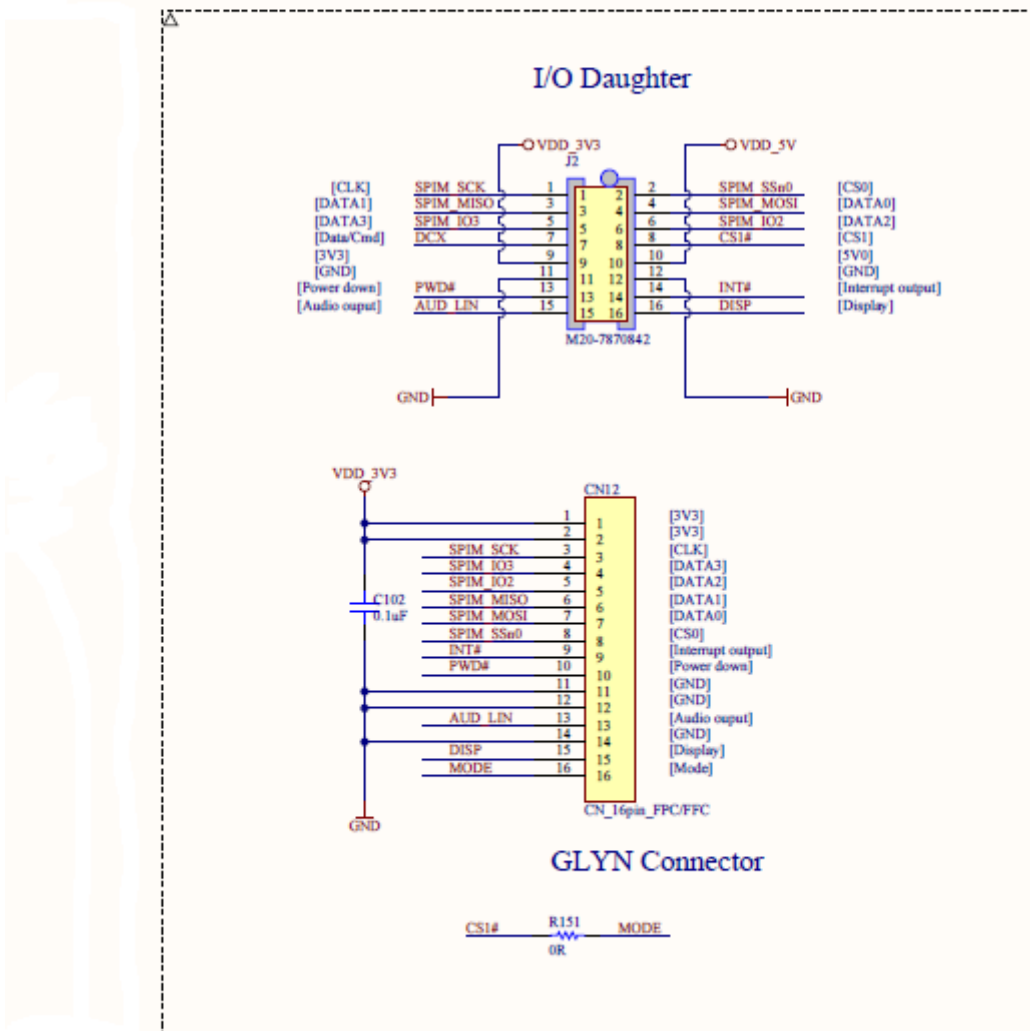 I/O Daughter
VDD_3V3 VDD_5V
J2
[CLK] SPIM_SCK 1 1 2 2 SPIM_SSn0 [CS0]
[DATA1] SPIM_MISO 3 3 4 4 SPIM_MOSI [DATA0]
[DATA3] SPIM_IO3 5 5 6 6 SPIM_IO2 [DATA2]
[Data/Cmd] DCX 7 7 8 8 CS1# [CS1]
[3V3] 9 9 10 10 [5V0]
[GND] 11 11 12 12 [GND]
[Power down] PWD# 13 13 14 14 INT# [Interrupt output]
[Audio ouput] AUD_LIN 15 15 16 16 DISP [Display]
M20-7870842
GND GND
VDD_3V3
CN12
1 1 [3V3]
2 2 [3V3]
SPIM_SCK 3 3 [CLK]
SPIM_IO3 4 4 [DATA3]
SPIM_IO2 5 5 [DATA2]
C102 SPIM_MISO 6 6 [DATA1]
0.1uF SPIM_MOSI 7 7 [DATA0]
SPIM_SSn0 8 8 [CS0]
INT# 9 9 [Interrupt output]
PWD# 10 10 [Power down]
11 11 [GND]
12 12 [GND]
AUD_LIN 13 13 [Audio ouput]
14 14 [GND]
DISP 15 15 [Display]
MODE 16 16 [Mode]
GND CN_16pin_FPC/FFC
GLYN Connector
CS1# R151 MODE
0R